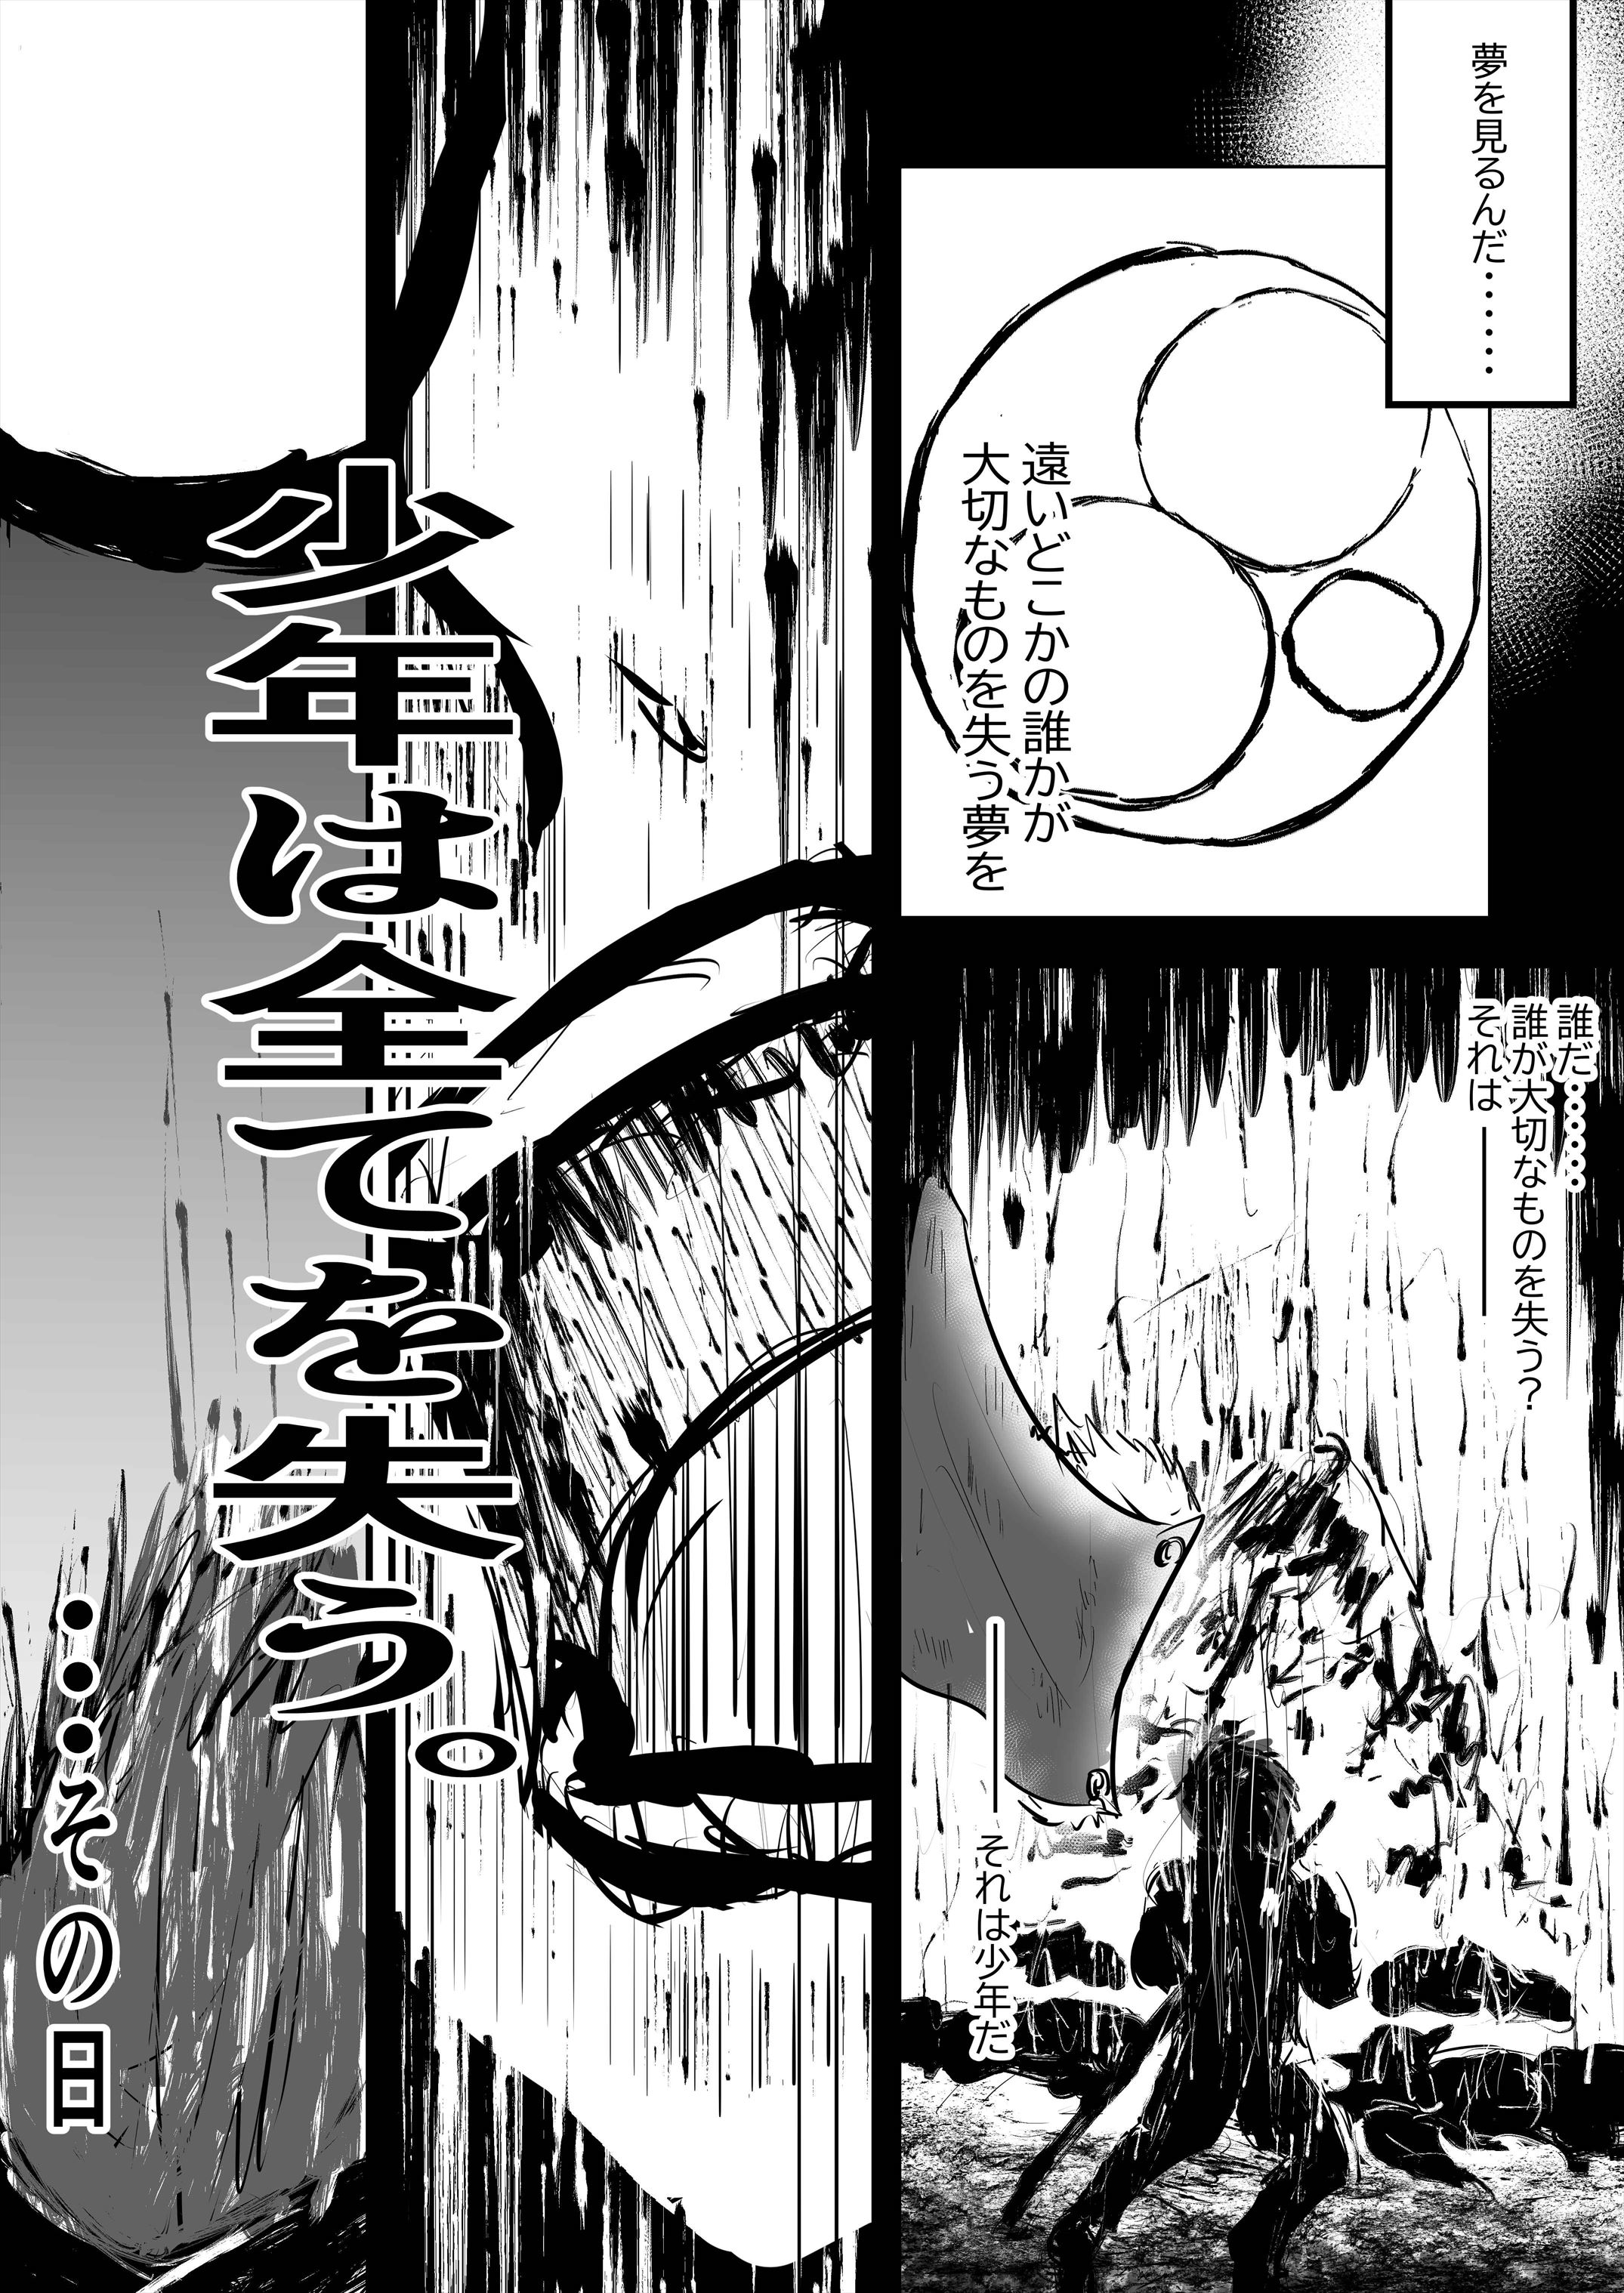 夢を見るんだ……
遠いどこかの誰かが
大切なものを失う夢を
誰だ……
誰が大切なものを失う？
それは――
――それは少年だ
少年は全てを失う。
…その日